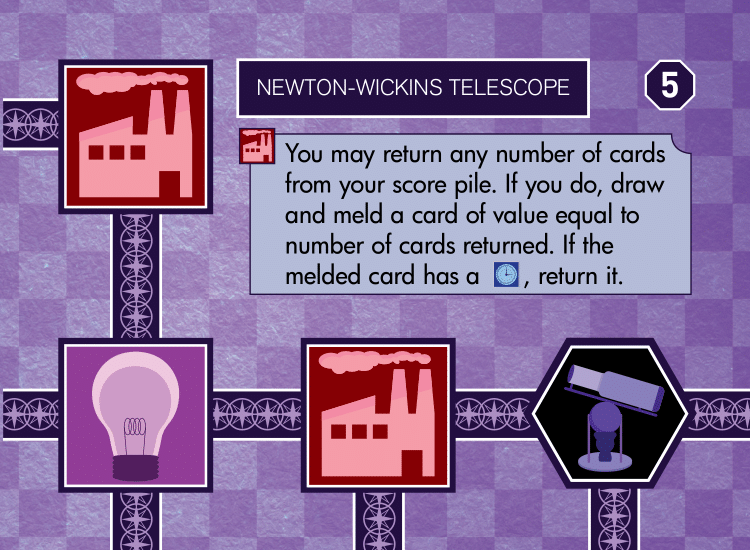 NEWTON-WICKINS TELESCOPE
5
You may return any number of cards
from your score pile. If you do, draw
and meld a card of value equal to
number of cards returned. If the
melded card has a , return it.